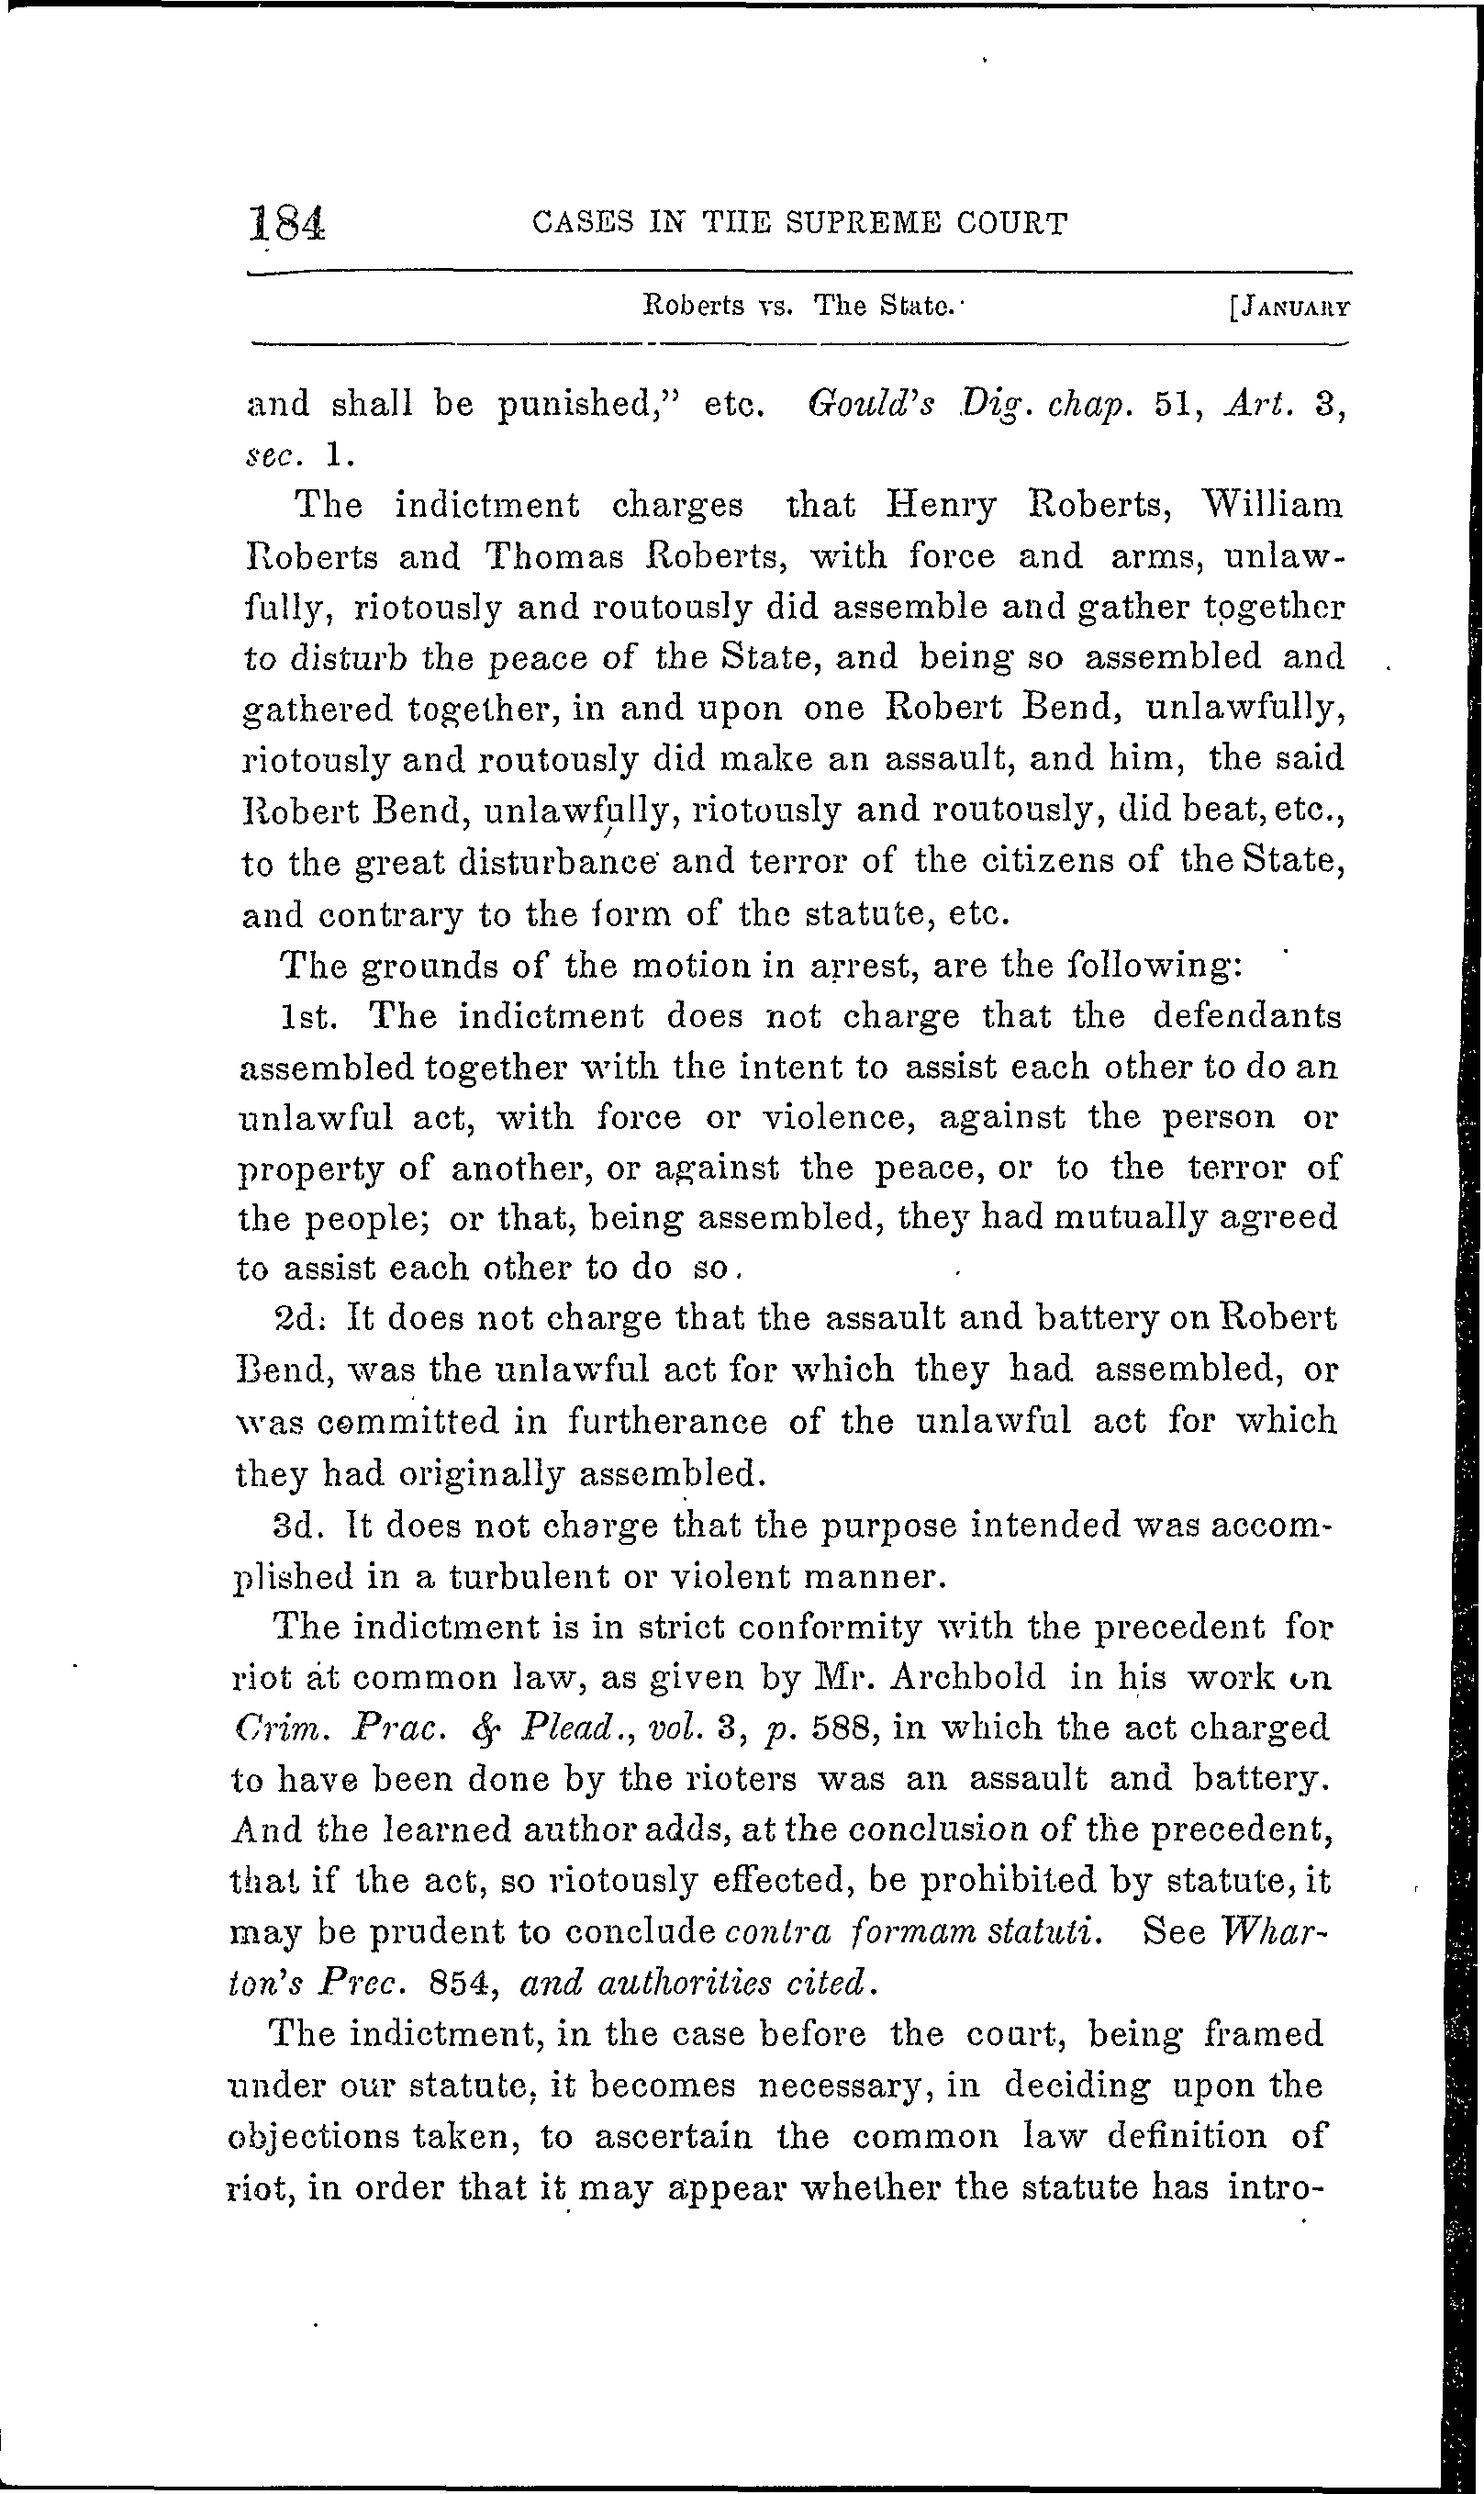 184 CASES IN THE SUPREME COURT
Roberts vs. The State. [JANUARY
and shall be punished,” etc. Gould's Dig. chap. 51, Art. 3,
sec. 1.
The indictment charges that Henry Roberts, William
Roberts and Thomas Roberts, with force and arms, unlaw-
fully, riotously and routously did assemble and gather together
to disturb the peace of the State, and being so assembled and
gathered together, in and upon one Robert Bend, unlawfully,
riotously and routously did make an assault, and him, the said
Robert Bend, unlawfully, riotously and routously, did beat, etc.,
to the great disturbance and terror of the citizens of the State,
and contrary to the form of the statute, etc.
The grounds of the motion in arrest, are the following:
1st. The indictment does not charge that the defendants
assembled together with the intent to assist each other to do an
unlawful act, with force or violence, against the person or
property of another, or against the peace, or to the terror of
the people; or that, being assembled, they had mutually agreed
to assist each other to do so.
2d. It does not charge that the assault and battery on Robert
Bend, was the unlawful act for which they had assembled, or
was committed in furtherance of the unlawful act for which
they had originally assembled.
3d. It does not charge that the purpose intended was accom-
plished in a turbulent or violent manner.
The indictment is in strict conformity with the precedent for
riot at common law, as given by Mr. Archbold in his work on
Crim. Prac. & Plead., vol. 3, p. 588, in which the act charged
to have been done by the rioters was an assault and battery.
And the learned author adds, at the conclusion of the precedent,
that if the act, so riotously effected, be prohibited by statute, it
may be prudent to conclude contra formam statuti. See Whar-
ton's Prec. 854, and authorities cited.
The indictment, in the case before the court, being framed
under our statute, it becomes necessary, in deciding upon the
objections taken, to ascertain the common law definition of
riot, in order that it may appear whether the statute has intro-